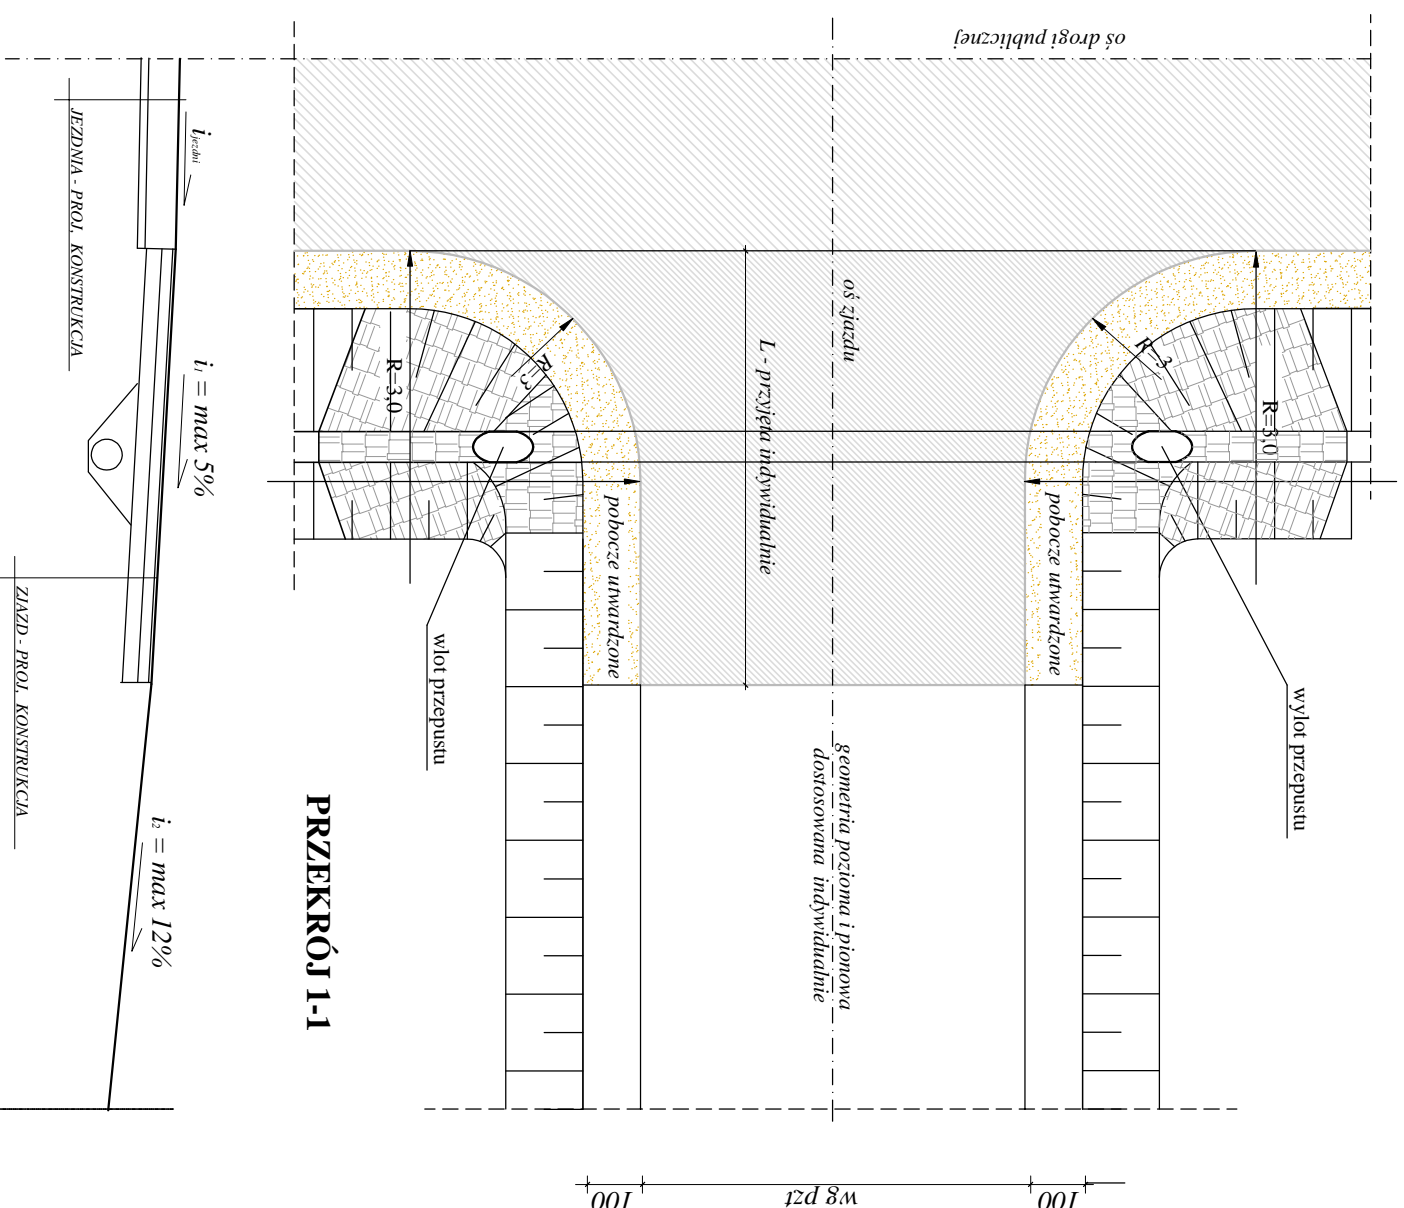 oś drogi publicznej
i jezdni
JEZDNIA - PROJ. KONSTRUKCJA
i₁ = max 5%
ZJAZD - PROJ. KONSTRUKCJA
i₂ = max 12%
PRZEKRÓJ 1-1
oś zjazdu
L - przyjęta indywidualnie
R=3
R=3,0
R=3
R=3,0
pobocze utwardzone
pobocze utwardzone
wlot przepustu
wylot przepustu
geometria pozioma i pionowa
dostosowana indywidualnie
100
wg pzt
100